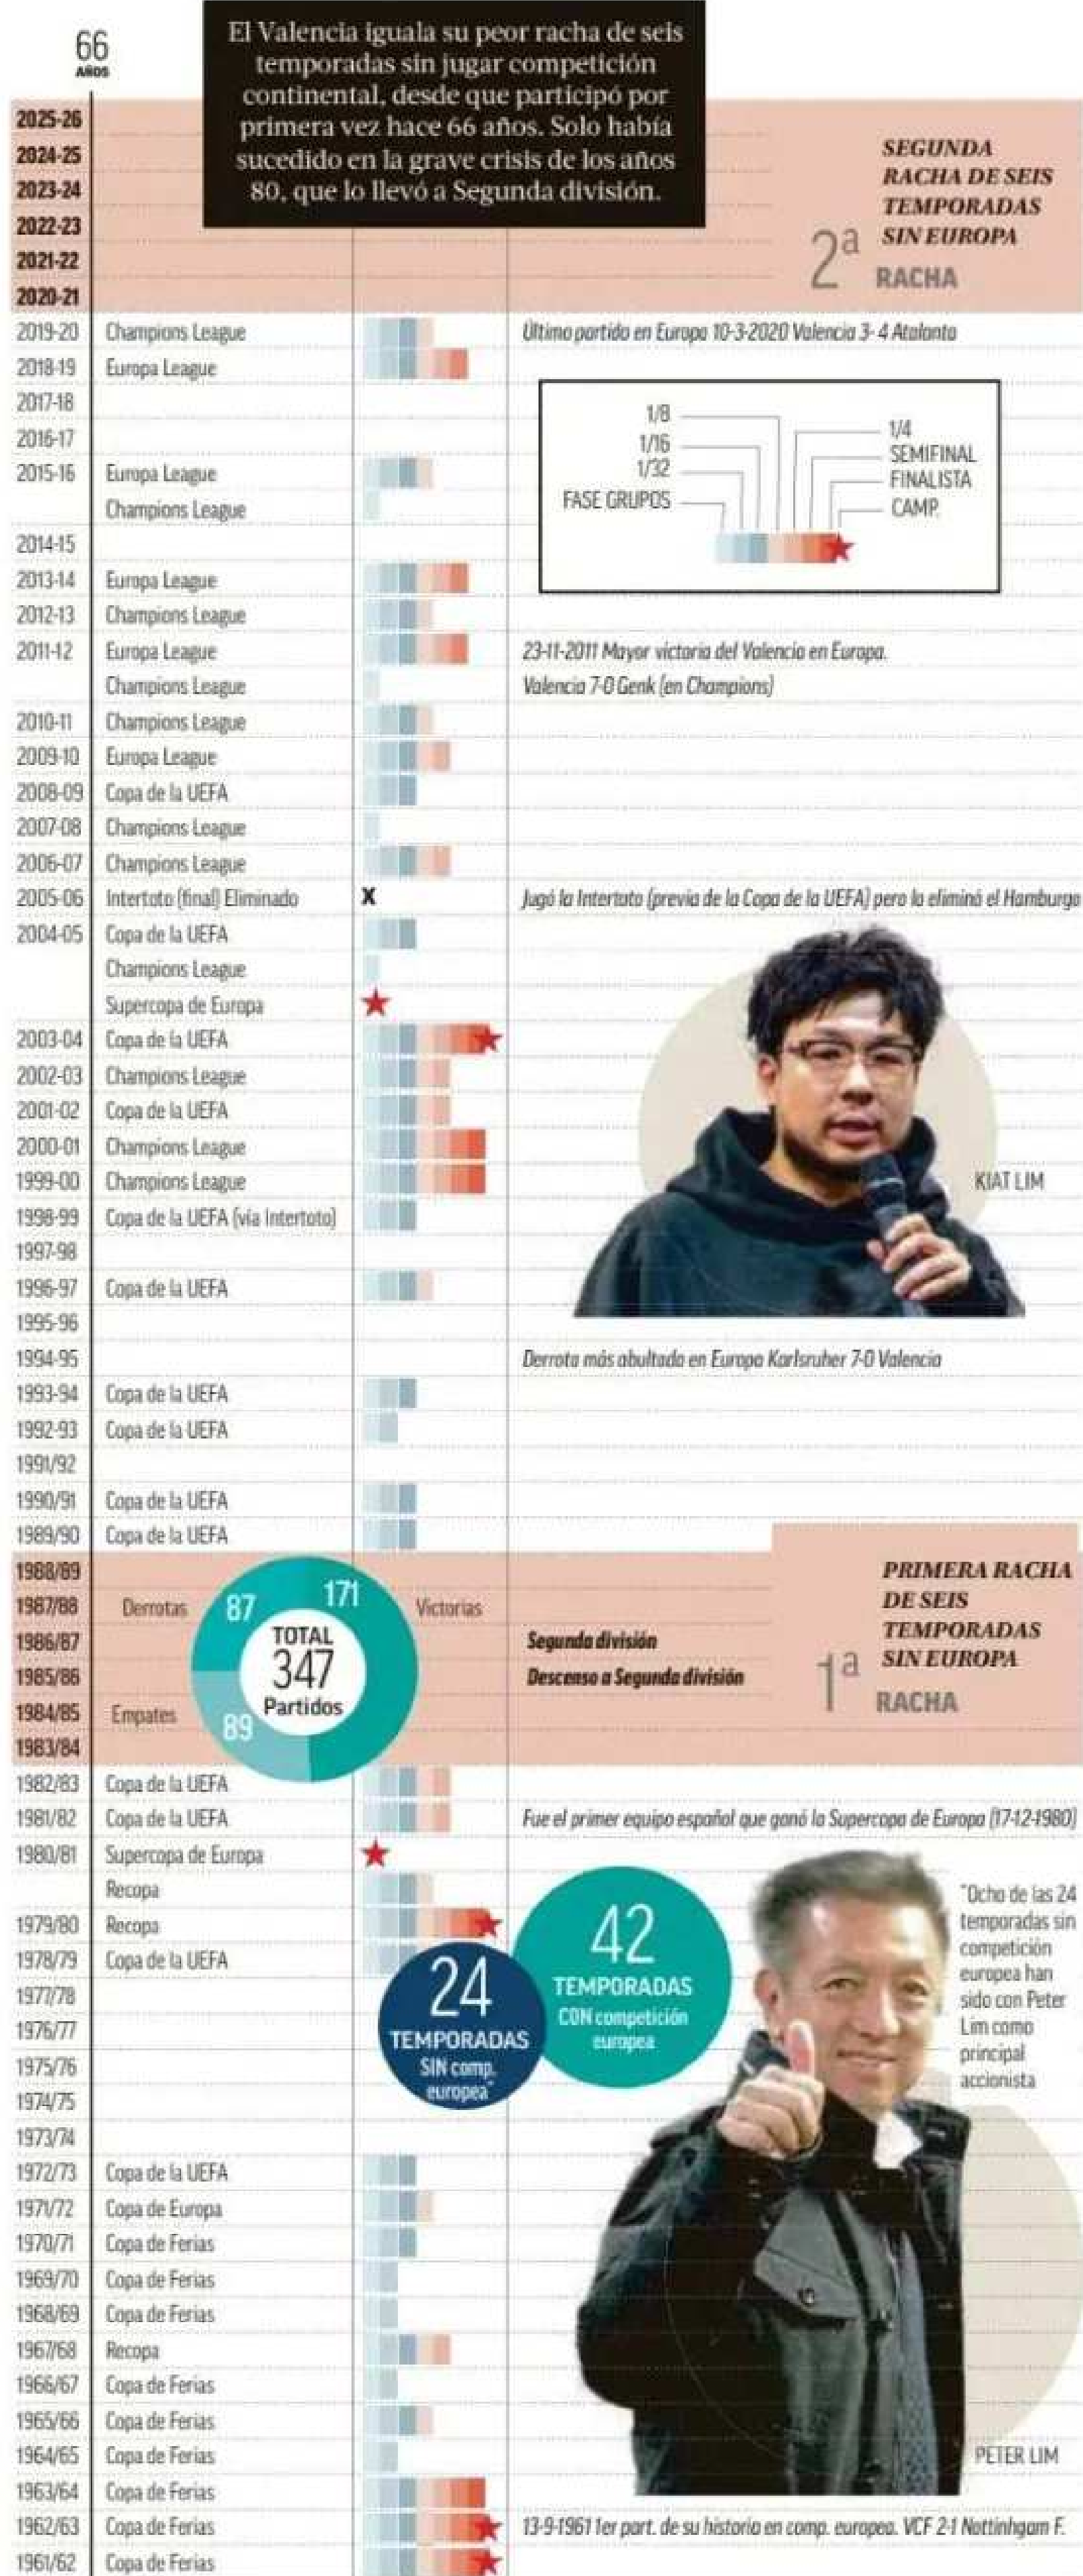 66
AÑOS
El Valencia iguala su peor racha de seis
temporadas sin jugar competición
continental, desde que participó por
primera vez hace 66 años. Solo había
sucedido en la grave crisis de los años
80, que lo llevó a Segunda división.
2025-26
2024-25
2023-24
2022-23
2021-22
2020-21
SEGUNDA
RACHA DE SEIS
TEMPORADAS
SIN EUROPA
2ª
RACHA
2019-20 Champions League Último partido en Europa 10-3-2020 Valencia 3- 4 Atalanta
2018-19 Europa League
2017-18
2016-17
2015-16 Europa League
Champions League
2014-15
1/8
1/16
1/32
FASE GRUPOS
1/4
SEMIFINAL
FINALISTA
CAMP.
2013-14 Europa League
2012-13 Champions League
2011-12 Europa League 23-11-2011 Mayor victoria del Valencia en Europa.
Champions League Valencia 7-0 Genk (en Champions)
2010-11 Champions League
2009-10 Europa League
2008-09 Copa de la UEFA
2007-08 Champions League
2006-07 Champions League
2005-06 Intertoto (final) Eliminado X Jugó la Intertoto (previa de la Copa de la UEFA) pero lo eliminó el Hamburgo
2004-05 Copa de la UEFA
Champions League
Supercopa de Europa
2003-04 Copa de la UEFA
2002-03 Champions League
2001-02 Copa de la UEFA
2000-01 Champions League
1999-00 Champions League
KIAT LIM
1998-99 Copa de la UEFA (vía Intertoto)
1997-98
1996-97 Copa de la UEFA
1995-96
1994-95 Derrota más abultada en Europa Karlsruher 7-0 Valencia
1993-94 Copa de la UEFA
1992-93 Copa de la UEFA
1991/92
1990/91 Copa de la UEFA
1989/90 Copa de la UEFA
1988/89
1987/88
1986/87 Segunda división
1985/86 Descenso a Segunda división
1984/85
1983/84
Derrotas 87
171 Victorias
TOTAL
347
Partidos
Empates 89
PRIMERA RACHA
DE SEIS
TEMPORADAS
SIN EUROPA
1ª
RACHA
1982/83 Copa de la UEFA
1981/82 Copa de la UEFA Fue el primer equipo español que ganó la Supercopa de Europa (17-12-1980)
1980/81 Supercopa de Europa
Recopa
1979/80 Recopa
1978/79 Copa de la UEFA
1977/78
1976/77
1975/76
1974/75
1973/74
24
TEMPORADAS
SIN comp.
europea"
42
TEMPORADAS
CON competición
europea
"Ocho de las 24
temporadas sin
competición
europea han
sido con Peter
Lim como
principal
accionista
1972/73 Copa de la UEFA
1971/72 Copa de Europa
1970/71 Copa de Ferias
1969/70 Copa de Ferias
1968/69 Copa de Ferias
1967/68 Recopa
1966/67 Copa de Ferias
1965/66 Copa de Ferias
1964/65 Copa de Ferias
PETER LIM
1963/64 Copa de Ferias
1962/63 Copa de Ferias 13-9-1961 1er part. de su historia en comp. europea. VCF 2-1 Nottinhgam F.
1961/62 Copa de Ferias